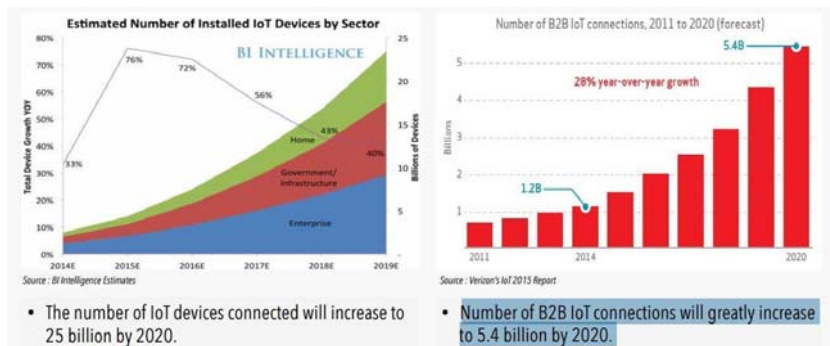 Estimated Number of Installed IoT Devices by Sector
BI INTELLIGENCE
Total Device Growth YOY
80%
70%
60%
50%
40%
30%
20%
10%
0%
33%
76%
72%
56%
43%
40%
Home
Government/
Infrastructure
Enterprise
25
20
15
10
5
-
Billions of Devices
2014E 2015E 2016E 2017E 2018E 2019E
Source : BI Intelligence Estimates
• The number of IoT devices connected will increase to
25 billion by 2020.
Number of B2B IoT connections, 2011 to 2020 (forecast)
5.4B
28% year-over-year growth
1.2B
Billions
5
4
3
2
1
2011 2014 2020
Source : Verizon's IoT 2015 Report
• Number of B2B IoT connections will greatly increase
to 5.4 billion by 2020.